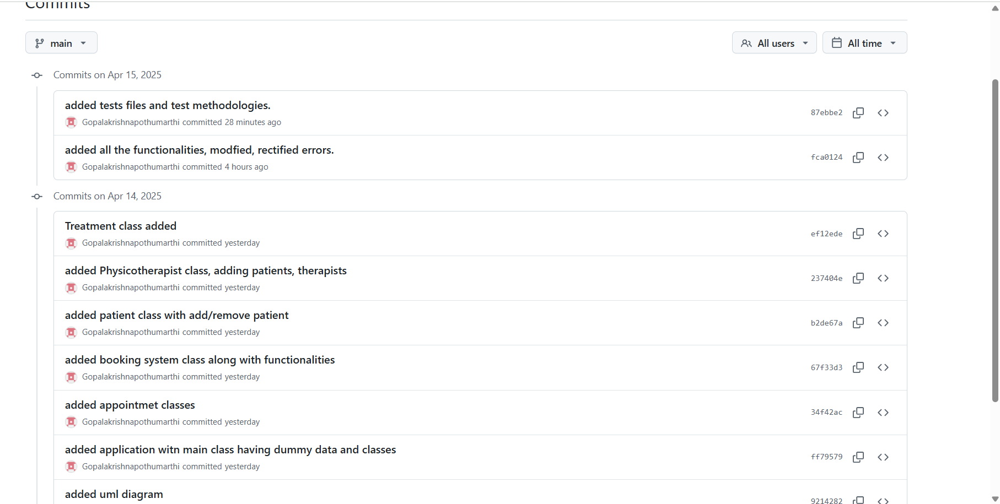 Commits
main
All users
All time
Commits on Apr 15, 2025
added tests files and test methodologies.
Gopalakrishnapothumarthi committed 28 minutes ago
87ebbe2
added all the functionalities, modfied, rectified errors.
Gopalakrishnapothumarthi committed 4 hours ago
fca0124
Commits on Apr 14, 2025
Treatment class added
Gopalakrishnapothumarthi committed yesterday
ef12ede
added Physicotherapist class, adding patients, therapists
Gopalakrishnapothumarthi committed yesterday
237404e
added patient class with add/remove patient
Gopalakrishnapothumarthi committed yesterday
b2de67a
added booking system class along with functionalities
Gopalakrishnapothumarthi committed yesterday
67f33d3
added appointmet classes
Gopalakrishnapothumarthi committed yesterday
34f42ac
added application witn main class having dummy data and classes
Gopalakrishnapothumarthi committed yesterday
ff79579
added uml diagram
9214282